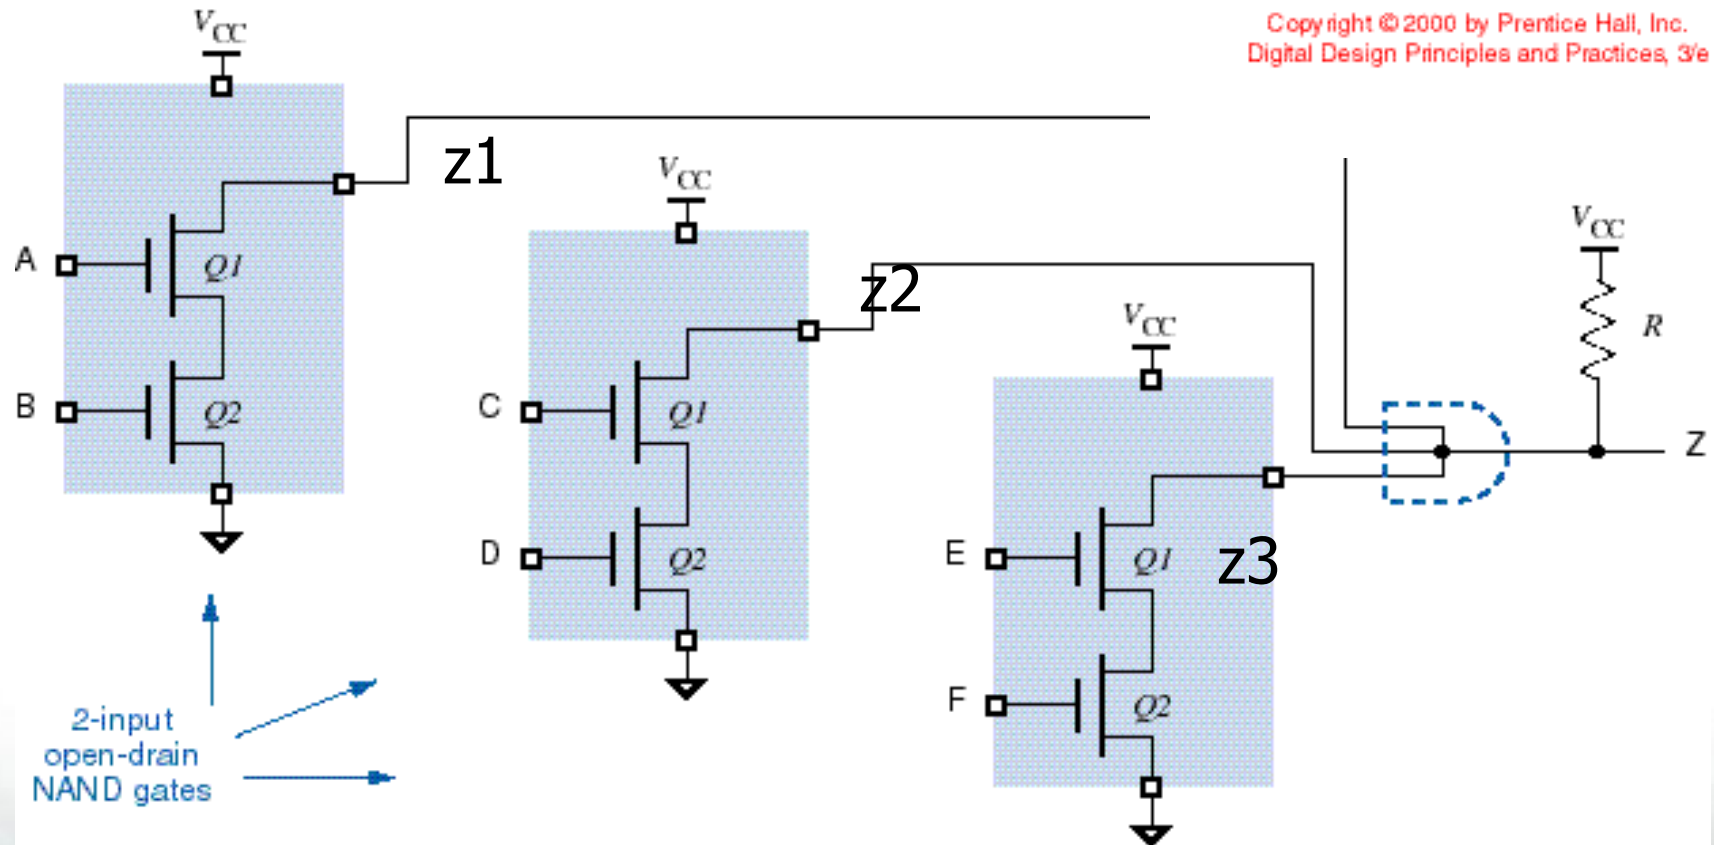 Copyright © 2000 by Prentice Hall, Inc.
Digital Design Principles and Practices, 3/e
VCC
z1
A
Q1
B
Q2
VCC
z2
C
Q1
D
Q2
VCC
E
Q1
z3
F
Q2
VCC
R
Z
2-input
open-drain
NAND gates